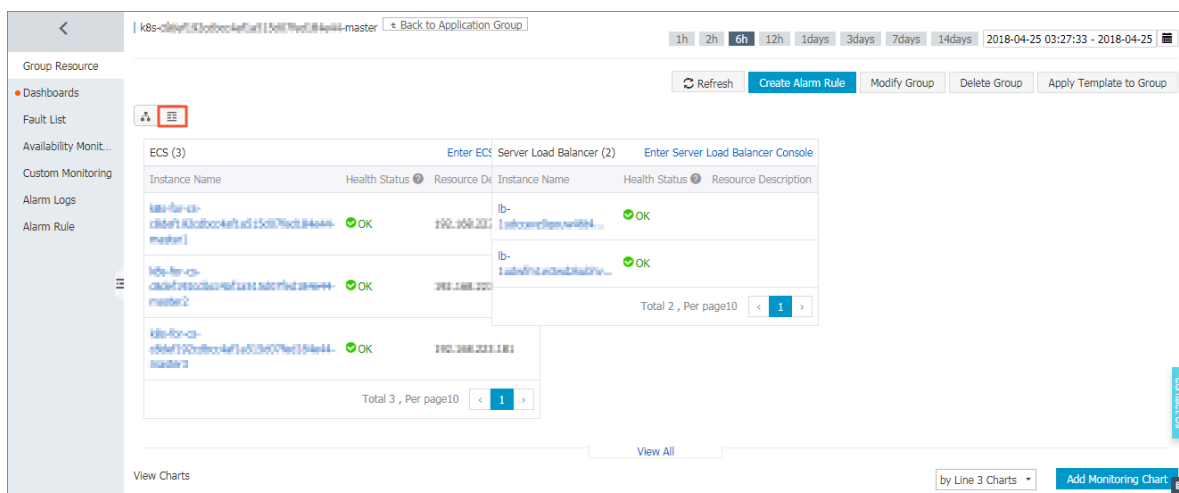 k8s-
-master
Back to Application Group
1h 2h 6h 12h 1days 3days 7days 14days 2018-04-25 03:27:33 - 2018-04-25
Group Resource
Dashboards
Fault List
Availability Monit...
Custom Monitoring
Alarm Logs
Alarm Rule
Refresh Create Alarm Rule Modify Group Delete Group Apply Template to Group
ECS (3) Enter ECS
Instance Name Health Status Resource De
OK
master1
OK
master2
OK
Total 3 , Per page10 < 1 >
Server Load Balancer (2) Enter Server Load Balancer Console
Instance Name Health Status Resource Description
lb-
OK
lb-
OK
Total 2 , Per page10 < 1 >
View All
View Charts by Line 3 Charts Add Monitoring Chart